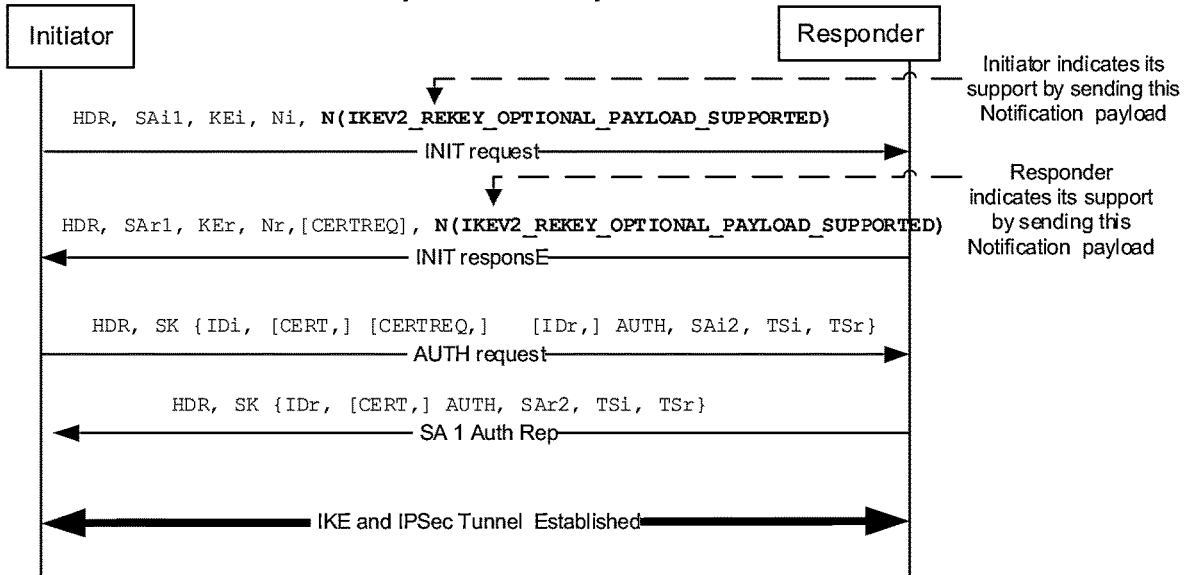 Initiator
Responder
Initiator indicates its
support by sending this
Notification payload
HDR, SAi1, KEi, Ni, N(IKEV2_REKEY_OPTIONAL_PAYLOAD_SUPPORTED)
INIT request
Responder
indicates its support
by sending this
Notification payload
HDR, SAr1, KEr, Nr,[CERTREQ], N(IKEV2_REKEY_OPTIONAL_PAYLOAD_SUPPORTED)
INIT responsE
HDR, SK {IDi, [CERT,] [CERTREQ,] [IDr,] AUTH, SAi2, TSi, TSr}
AUTH request
HDR, SK {IDr, [CERT,] AUTH, SAr2, TSi, TSr}
SA 1 Auth Rep
IKE and IPSec Tunnel Established